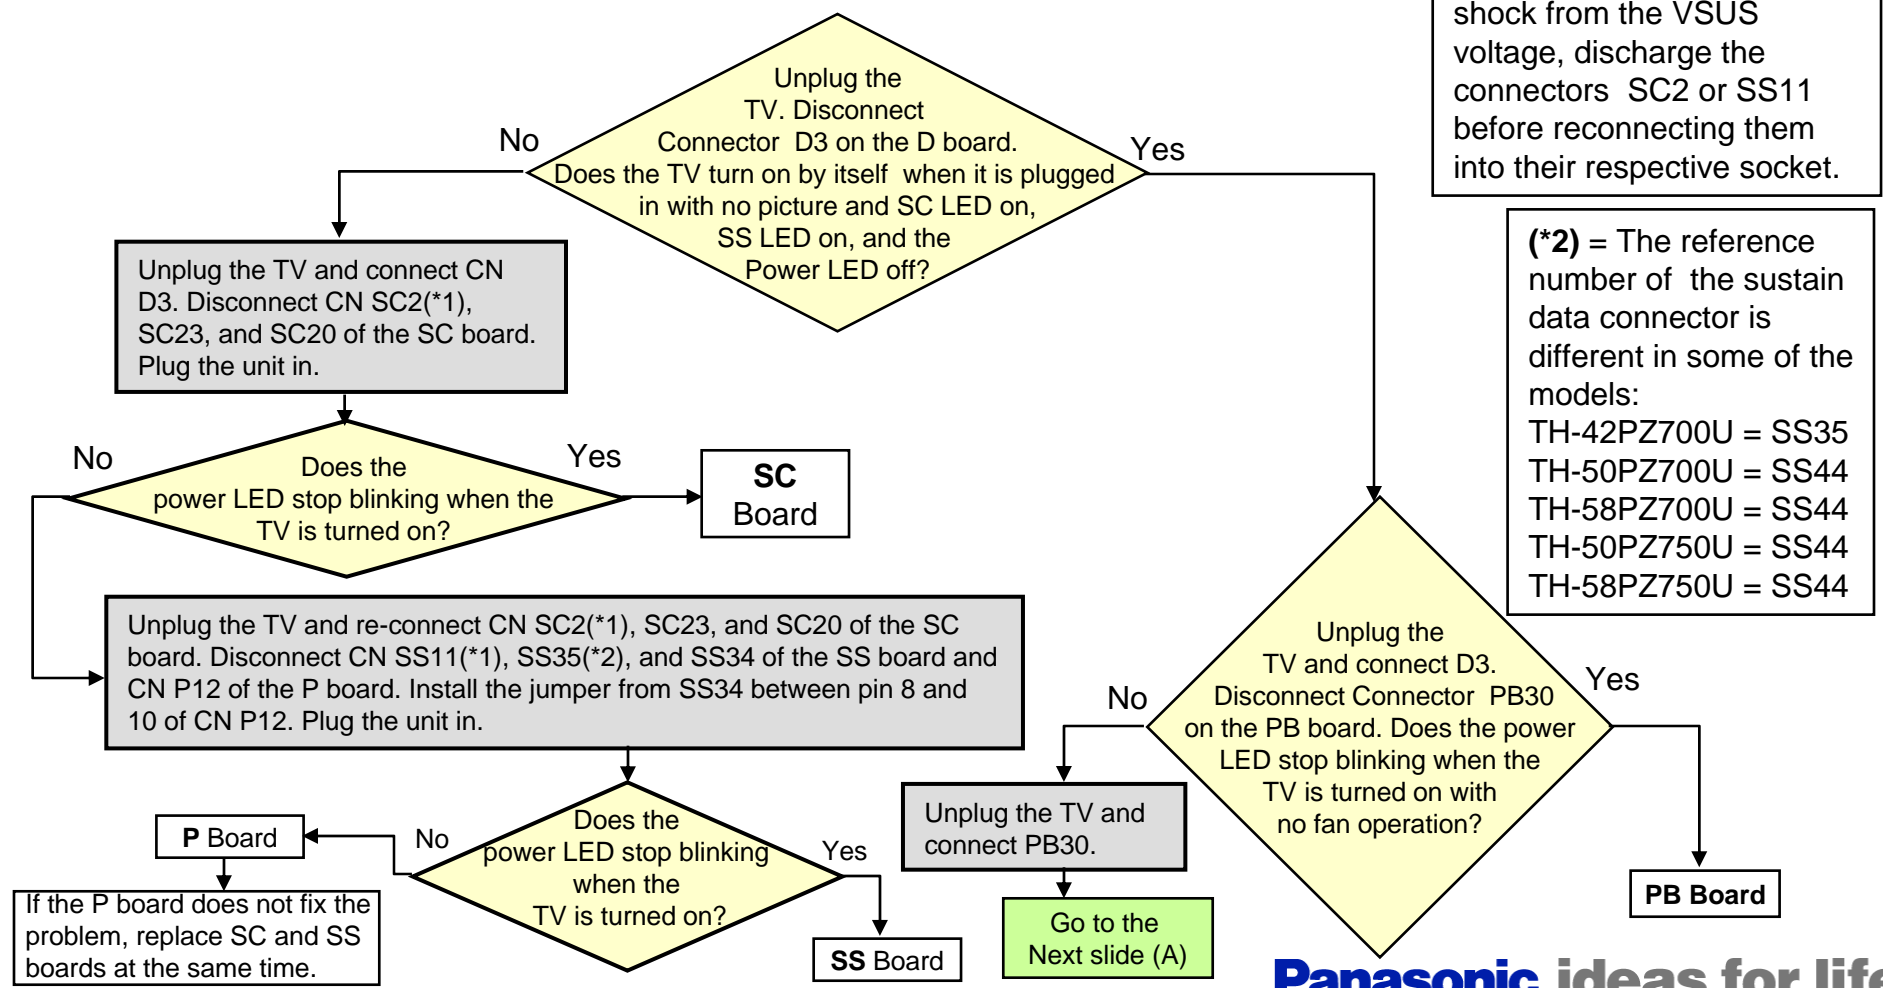 shock from the VSUS
voltage, discharge the
connectors SC2 or SS11
before reconnecting them
into their respective socket.
Unplug the
TV. Disconnect
Connector D3 on the D board.
Does the TV turn on by itself when it is plugged
in with no picture and SC LED on,
SS LED on, and the
Power LED off?
No
Yes
(*2) = The reference
number of the sustain
data connector is
different in some of the
models:
TH-42PZ700U = SS35
TH-50PZ700U = SS44
TH-58PZ700U = SS44
TH-50PZ750U = SS44
TH-58PZ750U = SS44
Unplug the TV and connect CN
D3. Disconnect CN SC2(*1),
SC23, and SC20 of the SC board.
Plug the unit in.
No
Yes
Does the
power LED stop blinking when the
TV is turned on?
SC
Board
Unplug the TV and re-connect CN SC2(*1), SC23, and SC20 of the SC
board. Disconnect CN SS11(*1), SS35(*2), and SS34 of the SS board and
CN P12 of the P board. Install the jumper from SS34 between pin 8 and
10 of CN P12. Plug the unit in.
Unplug the
TV and connect D3.
Disconnect Connector PB30
on the PB board. Does the power
LED stop blinking when the
TV is turned on with
no fan operation?
No
Yes
P Board
No
Does the
power LED stop blinking
when the
TV is turned on?
Yes
Unplug the TV and
connect PB30.
If the P board does not fix the
problem, replace SC and SS
boards at the same time.
SS Board
Go to the
Next slide (A)
PB Board
Panasonic ideas for life